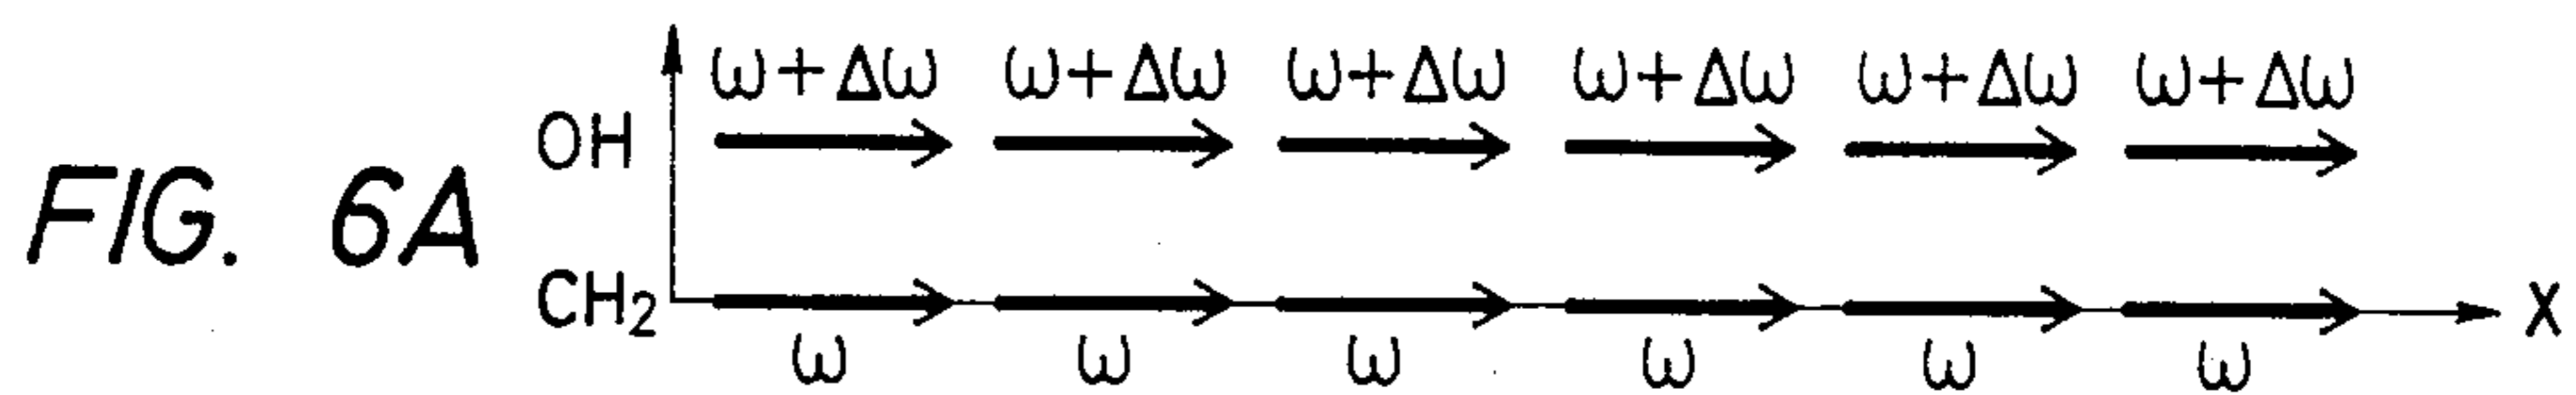 ω+Δω ω+Δω ω+Δω ω+Δω ω+Δω ω+Δω
OH
FIG. 6A
CH₂ X
ω ω ω ω ω ω